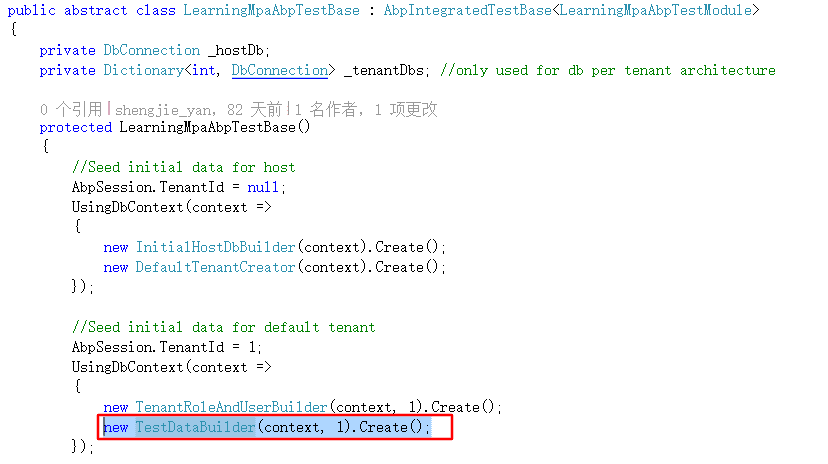 public abstract class LearningMpaAbpTestBase : AbpIntegratedTestBase<LearningMpaAbpTestModule>
{
private DbConnection _hostDb;
private Dictionary<int, DbConnection> _tenantDbs; //only used for db per tenant architecture
0 个引用|shengjie_yan, 82 天前|1 名作者, 1 项更改
protected LearningMpaAbpTestBase()
{
//Seed initial data for host
AbpSession.TenantId = null;
UsingDbContext(context =>
{
new InitialHostDbBuilder(context).Create();
new DefaultTenantCreator(context).Create();
});
//Seed initial data for default tenant
AbpSession.TenantId = 1;
UsingDbContext(context =>
{
new TenantRoleAndUserBuilder(context, 1).Create();
new TestDataBuilder(context, 1).Create();
});